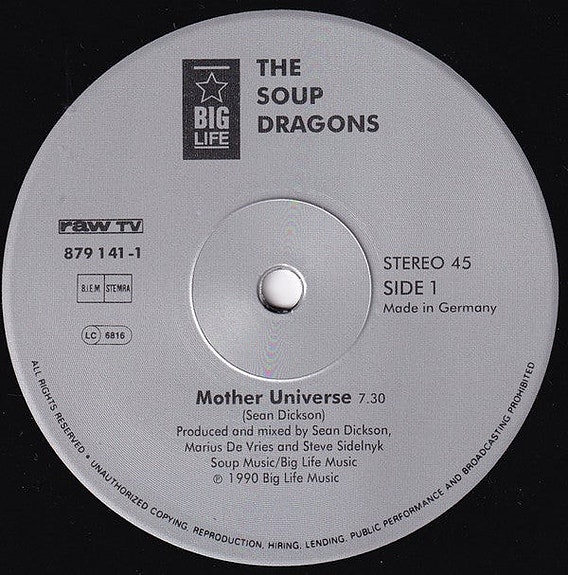 BIG
LIFE
THE
SOUP
DRAGONS
raw TV
879 141-1
B.I.E.M. STEMRA
LC 6816
STEREO 45
SIDE 1
Made in Germany
Mother Universe 7.30
(Sean Dickson)
Produced and mixed by Sean Dickson,
Marius De Vries and Steve Sidelnyk
Soup Music/Big Life Music
℗ 1990 Big Life Music
ALL RIGHTS RESERVED • UNAUTHORIZED COPYING, REPRODUCTION, HIRING, LENDING, PUBLIC PERFORMANCE AND BROADCASTING PROHIBITED